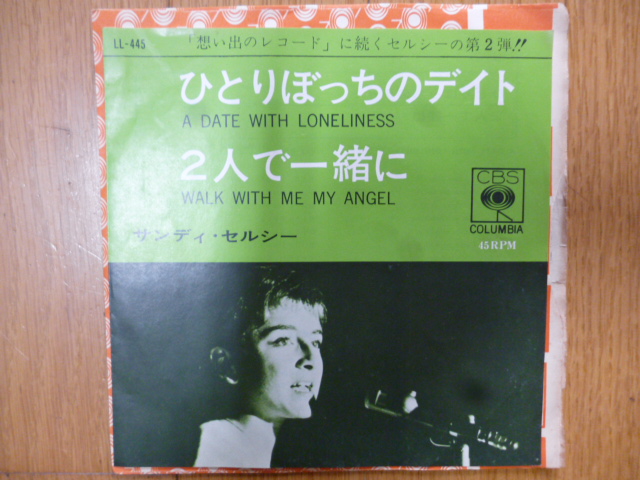 LL-445
「想い出のレコード」に続くセルシーの第2弾!!
ひとりぼっちのデイト
A DATE WITH LONELINESS
2人で一緒に
WALK WITH ME MY ANGEL
サンディ・セルシー
CBS
COLUMBIA
45 RPM